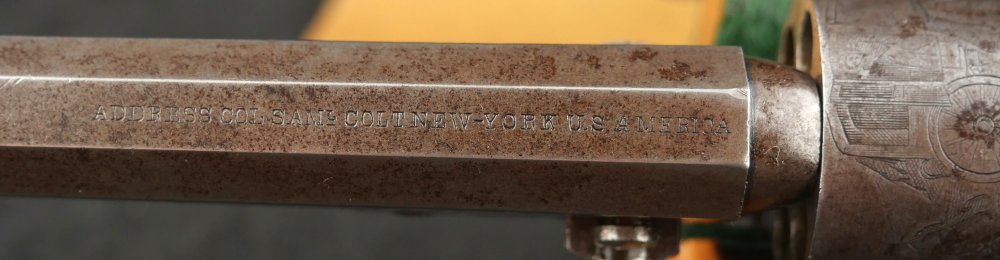 ADDRESS. COL. SAML COLT NEW-YORK U.S. AMERICA